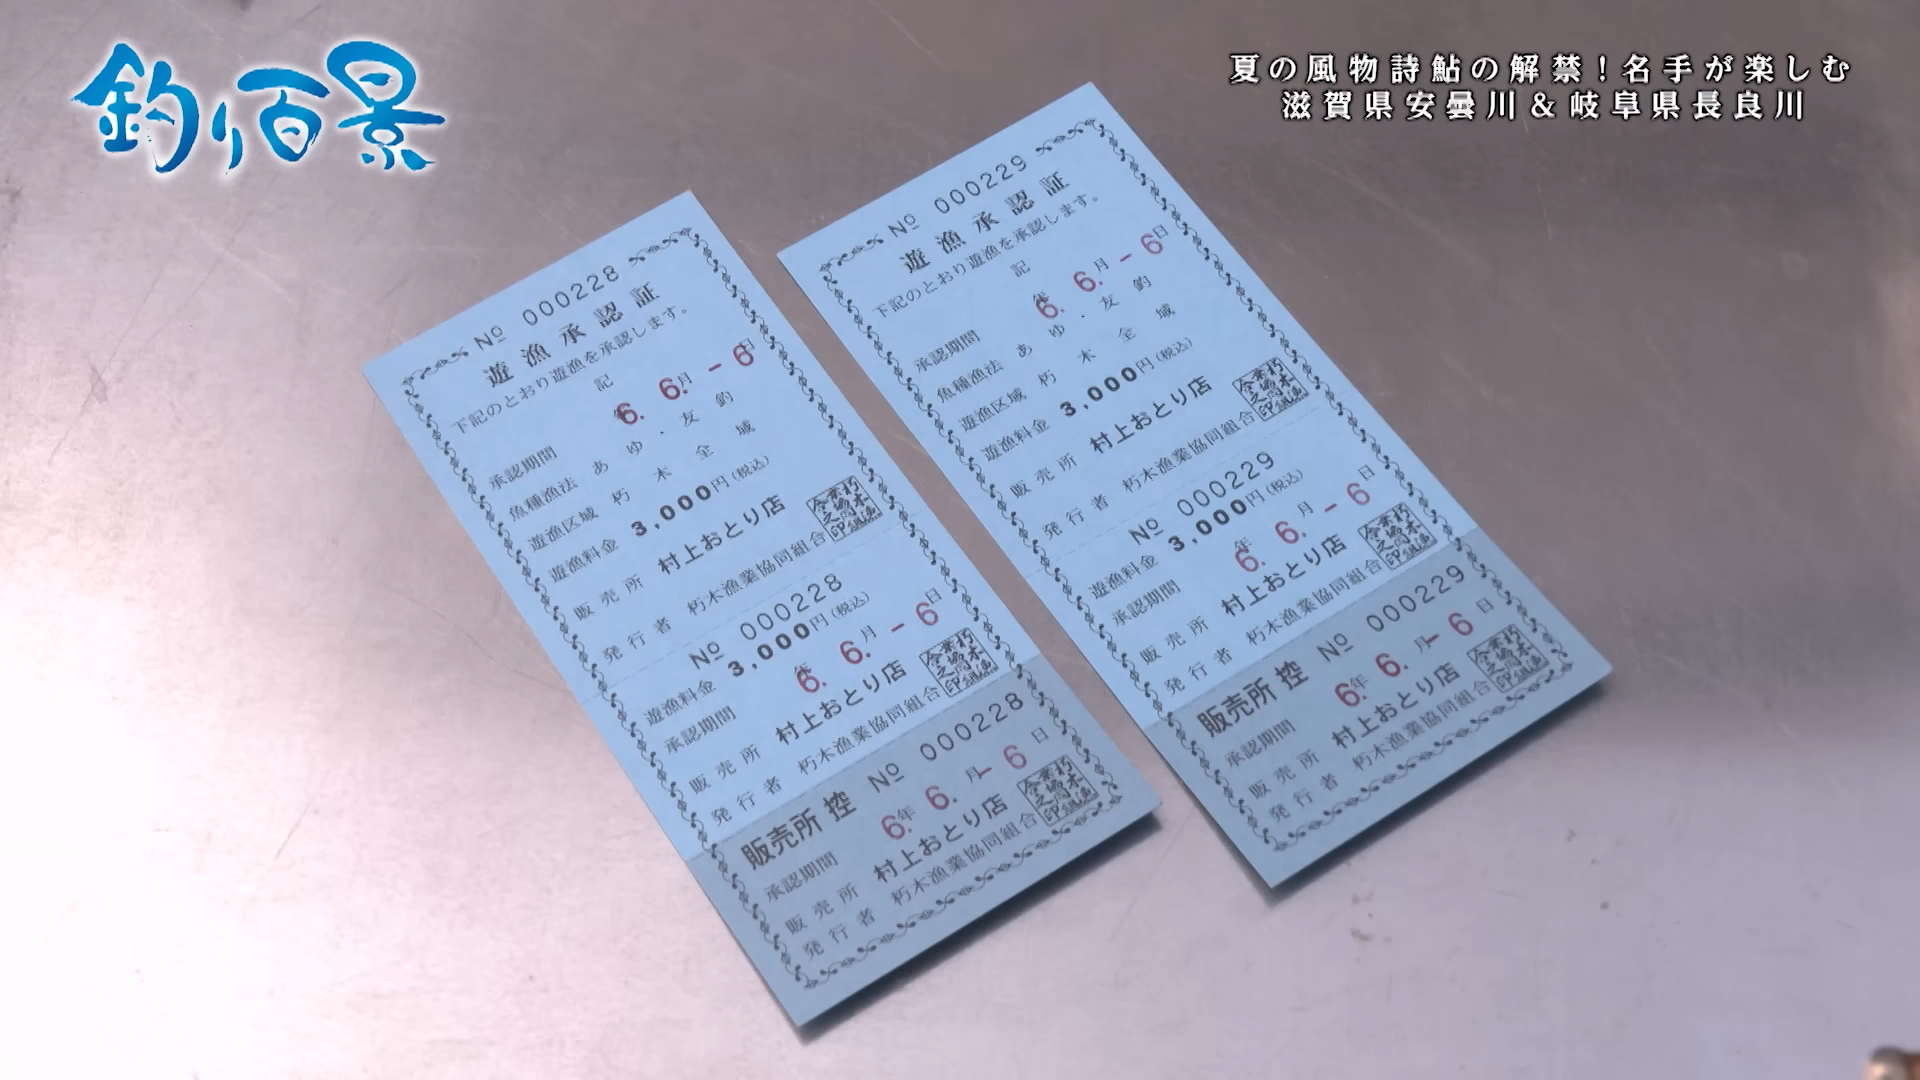 釣り百景
夏の風物詩鮎の解禁！名手が楽しむ
滋賀県安曇川＆岐阜県長良川
№ 000228
遊漁承認証
下記のとおり遊漁を承認します。
記
承認期間 6.年 6.月 - 6日
魚種漁法 あゆ・友釣
遊漁区域 朽木全域
遊漁料金 3,000円(税込)
販売所 村上おとり店
発行者 朽木漁業協同組合
№ 000228
遊漁料金 3,000円(税込)
承認期間 6.年 6.月 - 6日
販売所 村上おとり店
発行者 朽木漁業協同組合
販売所 控 № 000228
承認期間 6.年 6.月 - 6日
販売所 村上おとり店
発行者 朽木漁業協同組合
№ 000229
遊漁承認証
下記のとおり遊漁を承認します。
記
承認期間 6.年 6.月 - 6日
魚種漁法 あゆ・友釣
遊漁区域 朽木全域
遊漁料金 3,000円(税込)
販売所 村上おとり店
発行者 朽木漁業協同組合
№ 000229
遊漁料金 3,000円(税込)
承認期間 6.年 6.月 - 6日
販売所 村上おとり店
発行者 朽木漁業協同組合
販売所 控 № 000229
承認期間 6.年 6.月 - 6日
販売所 村上おとり店
発行者 朽木漁業協同組合